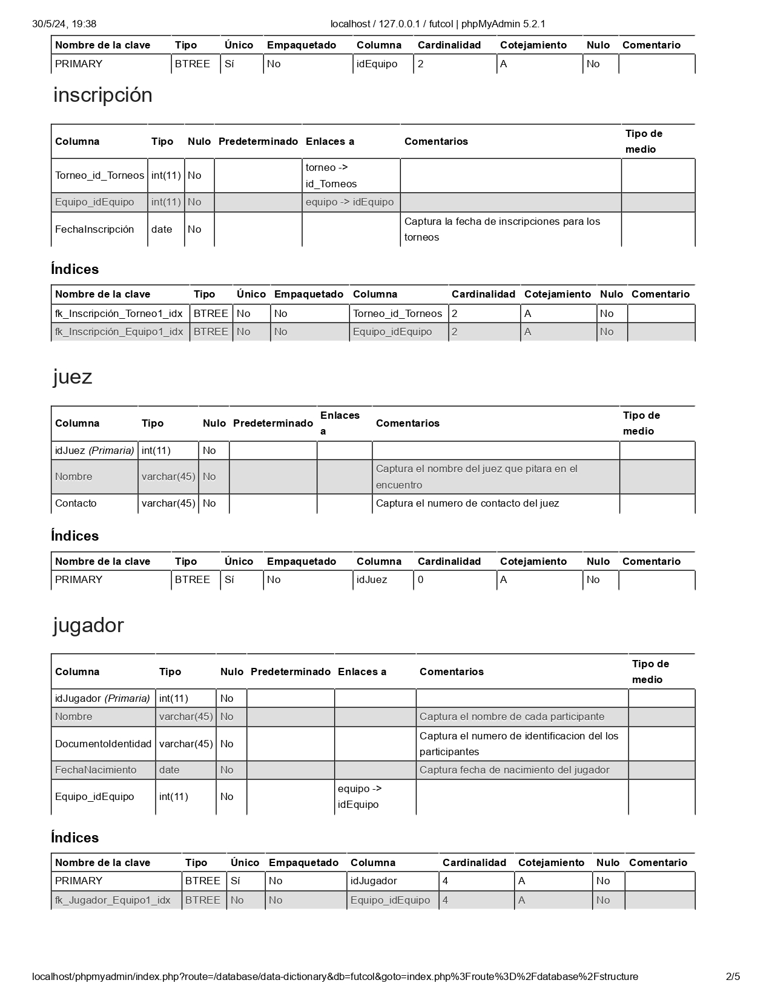 30/5/24, 19:38 localhost / 127.0.0.1 / futcol | phpMyAdmin 5.2.1
Nombre de la clave Tipo Único Empaquetado Columna Cardinalidad Cotejamiento Nulo Comentario
PRIMARY BTREE Sí No idEquipo 2 A No
inscripción
Columna Tipo Nulo Predeterminado Enlaces a Comentarios Tipo de
medio
Torneo_id_Torneos int(11) No torneo ->
id_Torneos
Equipo_idEquipo int(11) No equipo -> idEquipo
FechaInscripción date No Captura la fecha de inscripciones para los
torneos
Índices
Nombre de la clave Tipo Único Empaquetado Columna Cardinalidad Cotejamiento Nulo Comentario
fk_Inscripción_Torneo1_idx BTREE No No Torneo_id_Torneos 2 A No
fk_Inscripción_Equipo1_idx BTREE No No Equipo_idEquipo 2 A No
juez
Columna Tipo Nulo Predeterminado Enlaces
a Comentarios Tipo de
medio
idJuez (Primaria) int(11) No
Nombre varchar(45) No Captura el nombre del juez que pitara en el
encuentro
Contacto varchar(45) No Captura el numero de contacto del juez
Índices
Nombre de la clave Tipo Único Empaquetado Columna Cardinalidad Cotejamiento Nulo Comentario
PRIMARY BTREE Sí No idJuez 0 A No
jugador
Columna Tipo Nulo Predeterminado Enlaces a Comentarios Tipo de
medio
idJugador (Primaria) int(11) No
Nombre varchar(45) No Captura el nombre de cada participante
DocumentoIdentidad varchar(45) No Captura el numero de identificacion del los
participantes
FechaNacimiento date No Captura fecha de nacimiento del jugador
Equipo_idEquipo int(11) No equipo ->
idEquipo
Índices
Nombre de la clave Tipo Único Empaquetado Columna Cardinalidad Cotejamiento Nulo Comentario
PRIMARY BTREE Sí No idJugador 4 A No
fk_Jugador_Equipo1_idx BTREE No No Equipo_idEquipo 4 A No
localhost/phpmyadmin/index.php?route=/database/data-dictionary&db=futcol&goto=index.php%3Froute%3D%2Fdatabase%2Fstructure 2/5